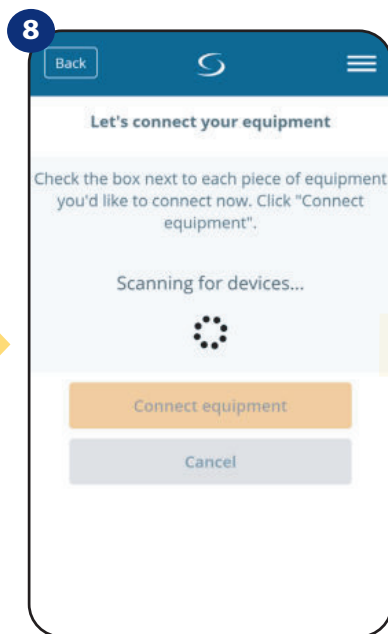 8
Back
Let's connect your equipment
Check the box next to each piece of equipment
you'd like to connect now. Click "Connect
equipment".
Scanning for devices...
Connect equipment
Cancel